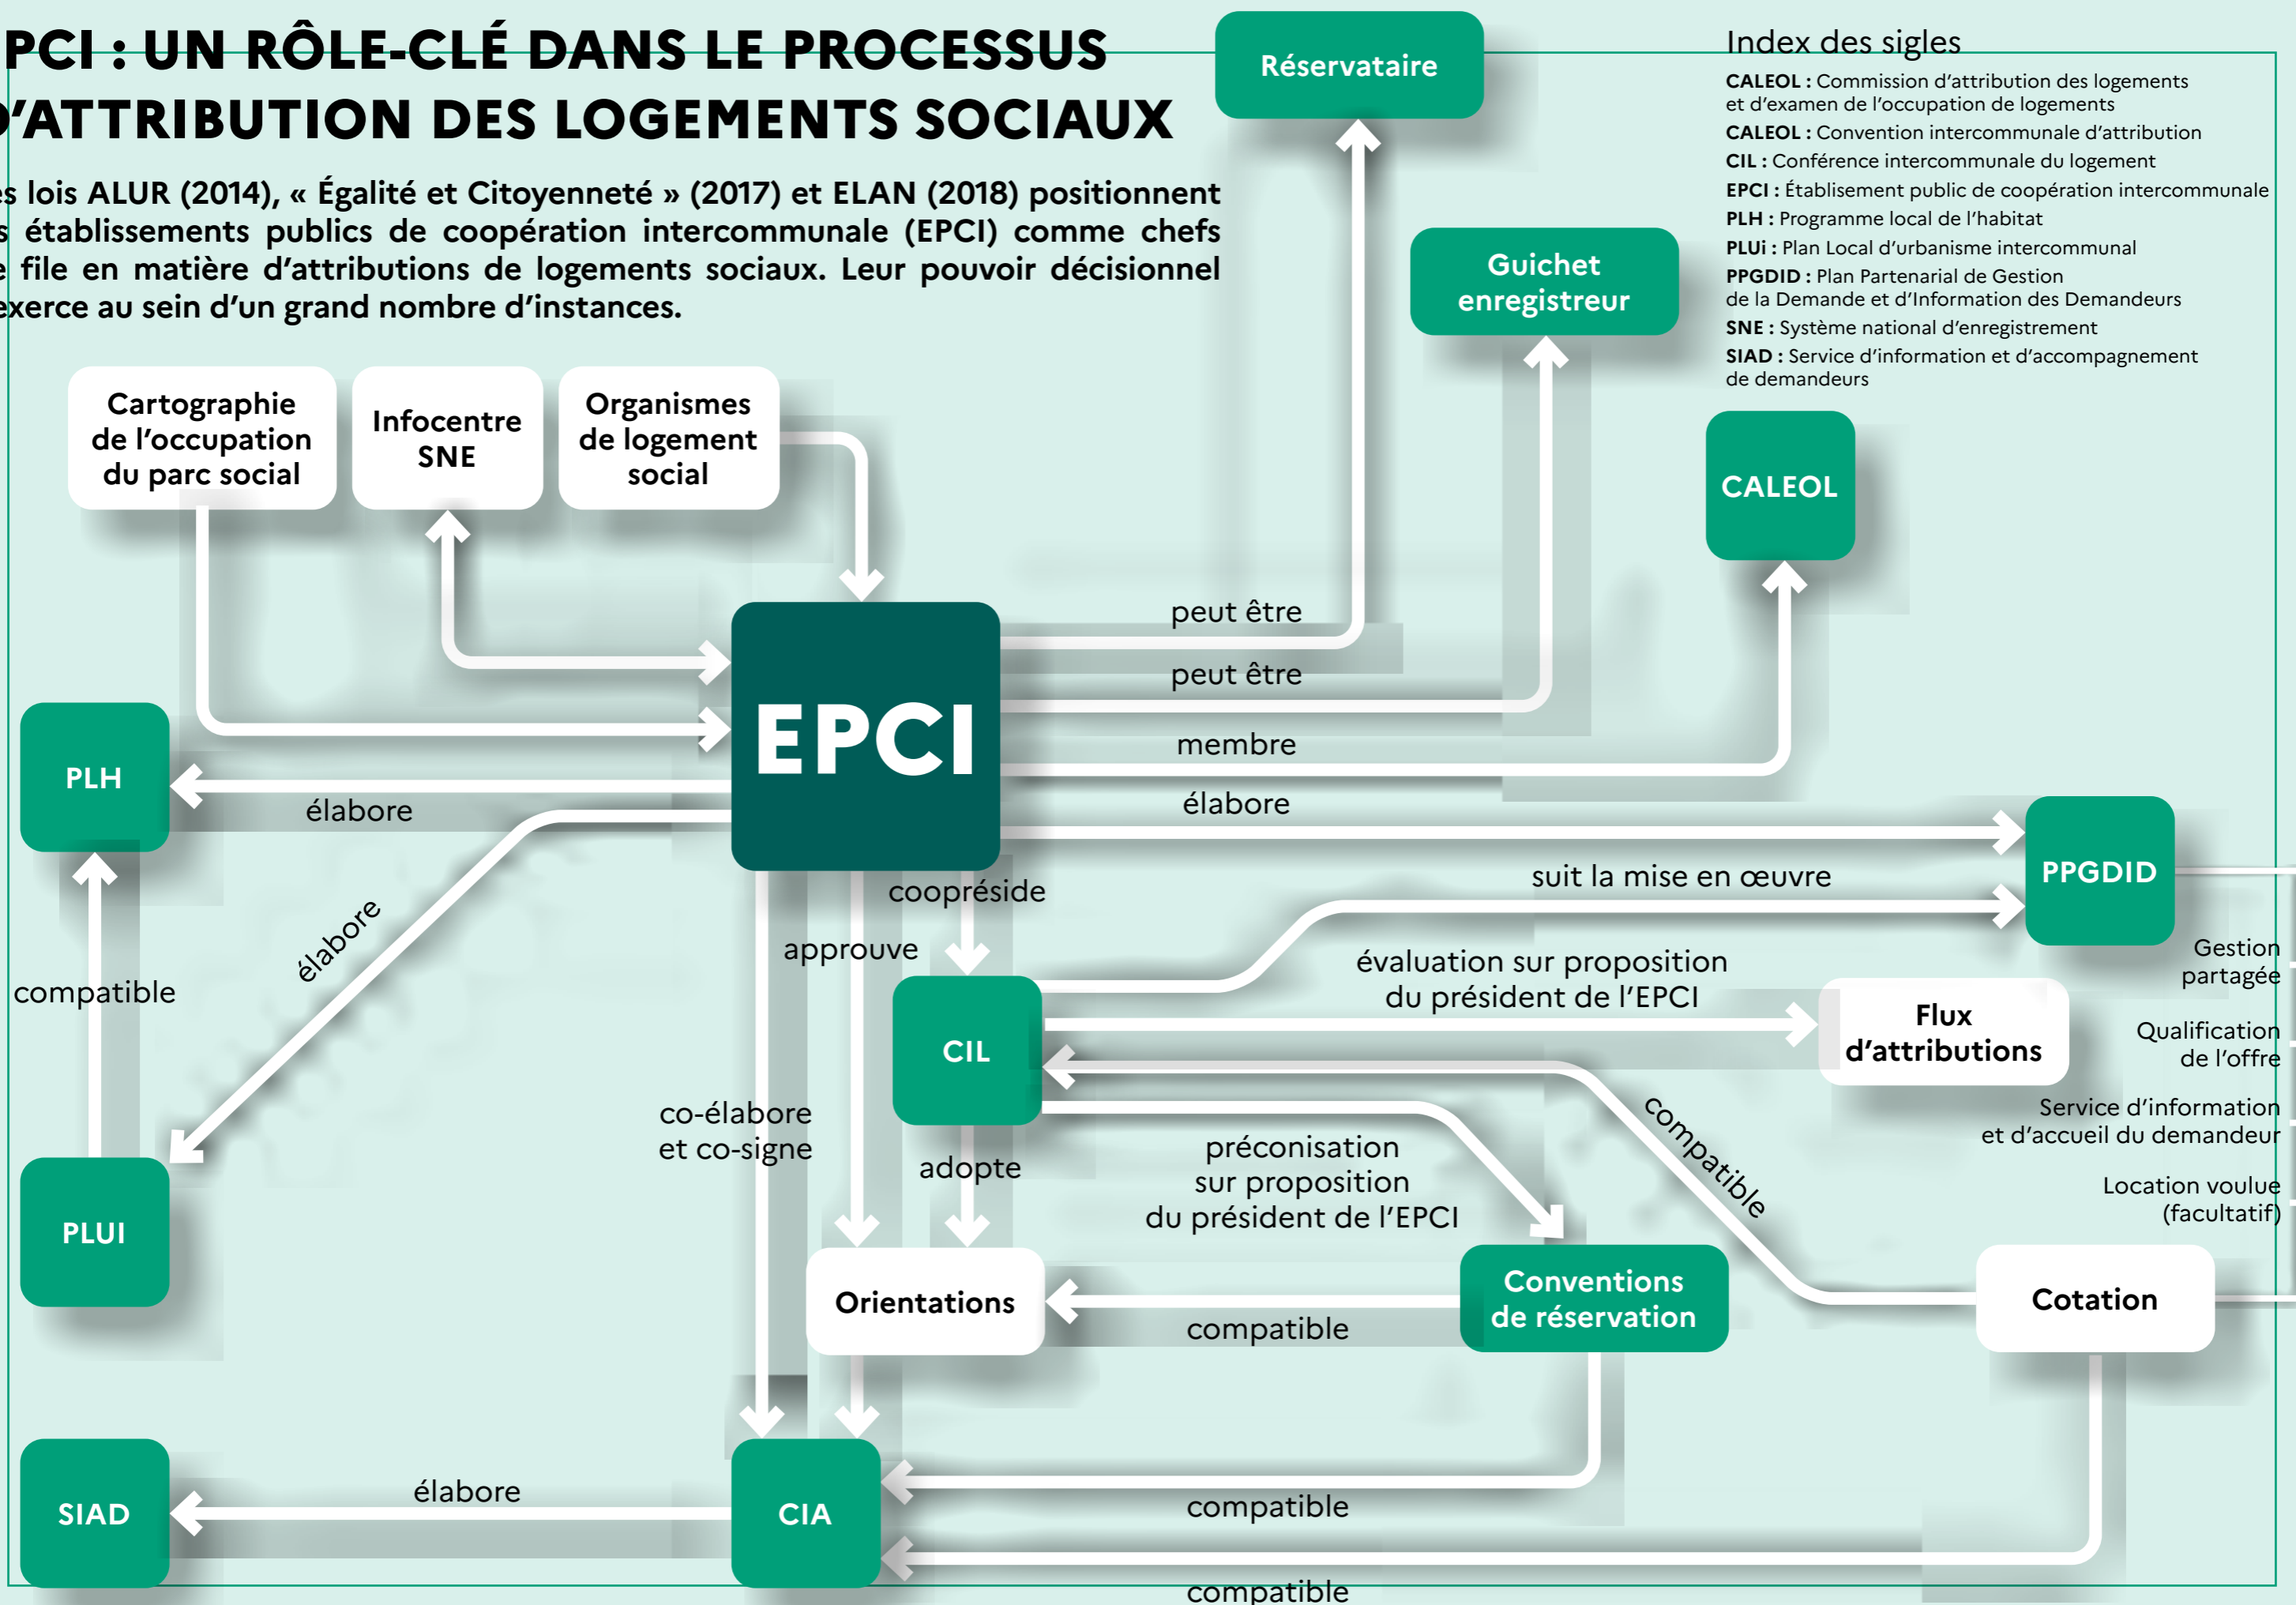 PCI : UN RÔLE-CLÉ DANS LE PROCESSUS
D'ATTRIBUTION DES LOGEMENTS SOCIAUX
es lois ALUR (2014), « Égalité et Citoyenneté » (2017) et ELAN (2018) positionnent
s établissements publics de coopération intercommunale (EPCI) comme chefs
e file en matière d'attributions de logements sociaux. Leur pouvoir décisionnel
exerce au sein d'un grand nombre d'instances.
Réservataire
Index des sigles
CALEOL : Commission d'attribution des logements
et d'examen de l'occupation de logements
CALEOL : Convention intercommunale d'attribution
CIL : Conférence intercommunale du logement
EPCI : Établisement public de coopération intercommunale
PLH : Programme local de l'habitat
PLUi : Plan Local d'urbanisme intercommunal
PPGDID : Plan Partenarial de Gestion
de la Demande et d'Information des Demandeurs
SNE : Système national d'enregistrement
SIAD : Service d'information et d'accompagnement
de demandeurs
Guichet
enregistreur
Cartographie
de l'occupation
du parc social
Infocentre
SNE
Organismes
de logement
social
CALEOL
EPCI
peut être
peut être
membre
élabore
PLH
élabore
élabore
compatible
PLUI
PPGDID
coopréside
approuve
suit la mise en œuvre
CIL
évaluation sur proposition
du président de l'EPCI
Flux
d'attributions
Gestion
partagée
Qualification
de l'offre
Service d'information
et d'accueil du demandeur
Location voulue
(facultatif)
co-élabore
et co-signe
adopte
préconisation
sur proposition
du président de l'EPCI
compatible
Orientations
compatible
Conventions
de réservation
Cotation
SIAD
élabore
CIA
compatible
compatible